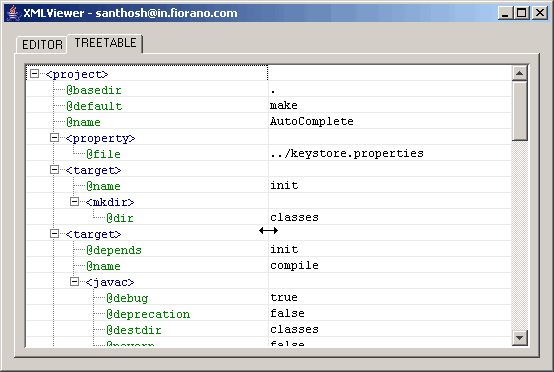 XMLViewer - santhosh@in.fiorano.com
EDITOR TREETABLE
<project>
@basedir .
@default make
@name AutoComplete
<property>
@file ../keystore.properties
<target>
@name init
<mkdir>
@dir classes
<target>
@depends init
@name compile
<javac>
@debug true
@deprecation false
@destdir classes
false